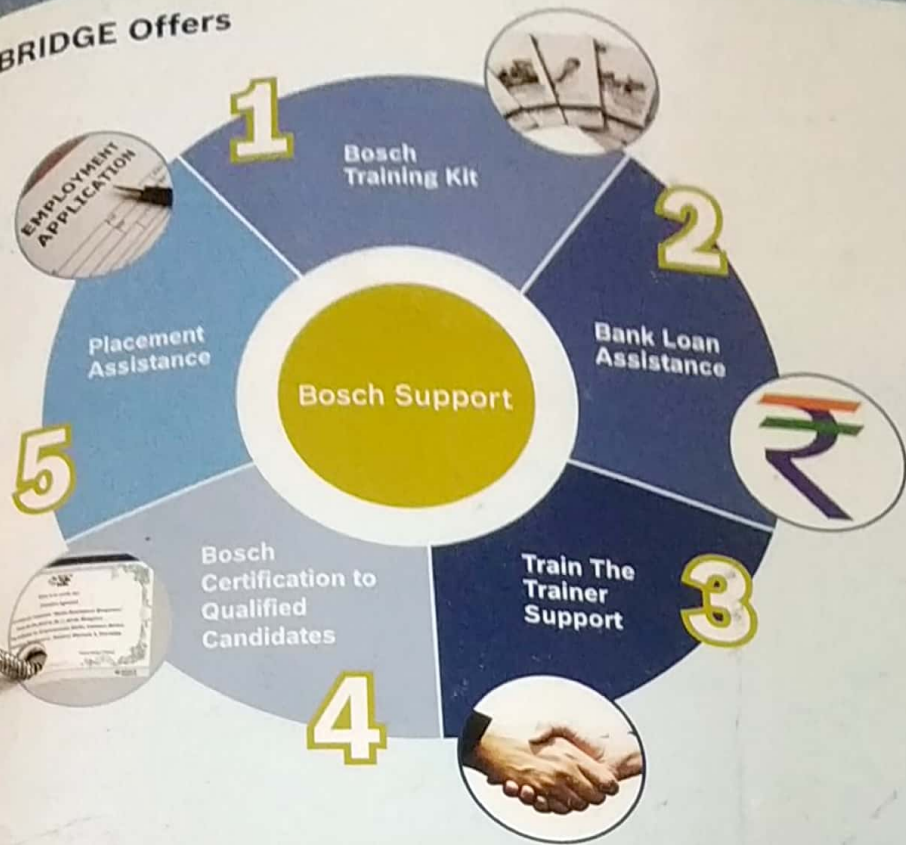 BRIDGE Offers
1
Bosch
Training Kit
2
Bank Loan
Assistance
3
Train The
Trainer
Support
4
Bosch
Certification to
Qualified
Candidates
5
Placement
Assistance
Bosch Support
EMPLOYMENT
APPLICATION
₹